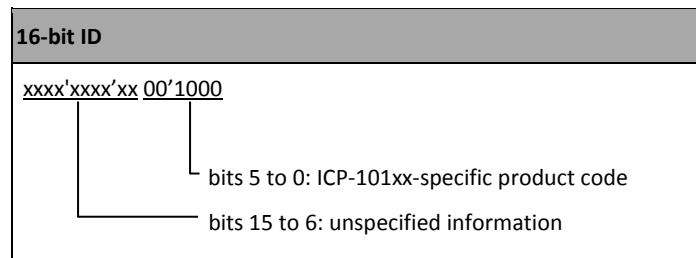 16-bit ID
xxxx'xxxx’xx 00’1000
bits 5 to 0: ICP-101xx-specific product code
bits 15 to 6: unspecified information